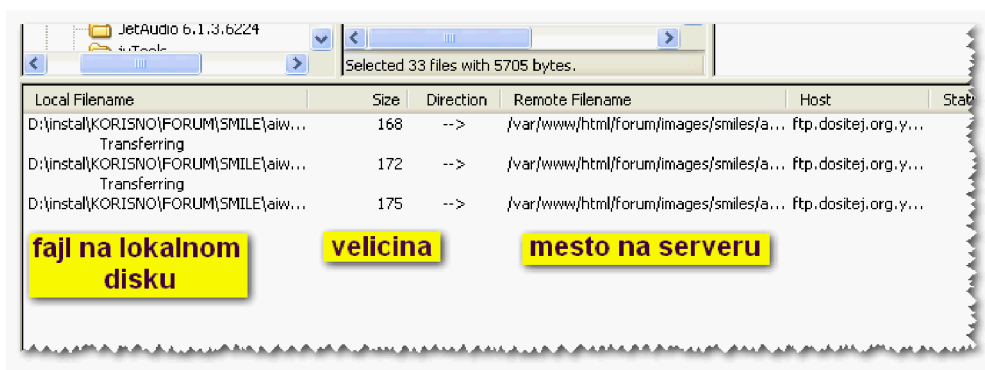 JetAudio 6.1.3.6224
Selected 33 files with 5705 bytes.
Local Filename Size Direction Remote Filename Host
D:\instal\KORISNO\FORUM\SMILE\aiw... 168 --> /var/www/html/forum/images/smiles/a... ftp.dositej.org.y...
Transferring
D:\instal\KORISNO\FORUM\SMILE\aiw... 172 --> /var/www/html/forum/images/smiles/a... ftp.dositej.org.y...
Transferring
D:\instal\KORISNO\FORUM\SMILE\aiw... 175 --> /var/www/html/forum/images/smiles/a... ftp.dositej.org.y...
fajl na lokalnom
disku
velicina
mesto na serveru